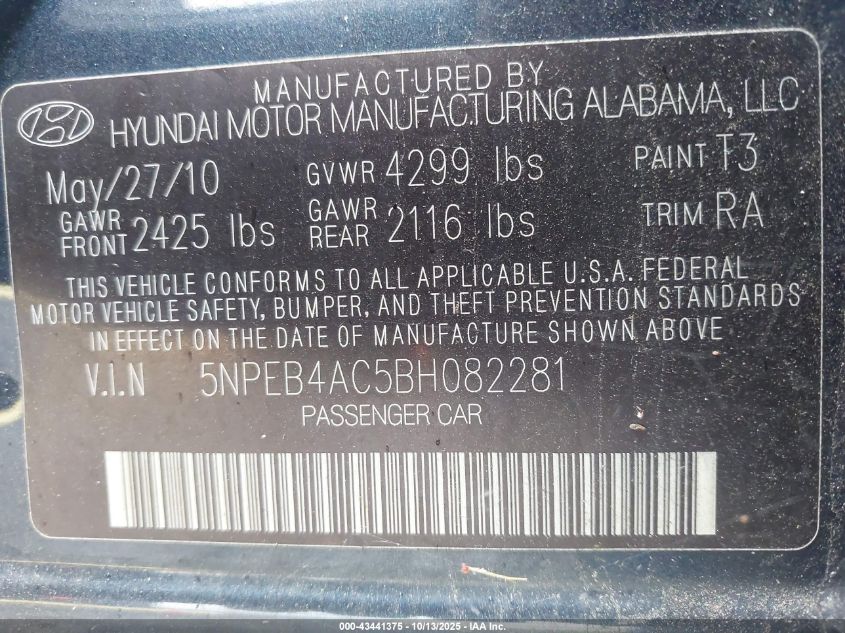 MANUFACTURED BY
HYUNDAI MOTOR MANUFACTURING ALABAMA, LLC
May/27/10 GVWR 4299 lbs PAINT T3
GAWR FRONT 2425 lbs GAWR REAR 2116 lbs TRIM RA
THIS VEHICLE CONFORMS TO ALL APPLICABLE U.S.A. FEDERAL
MOTOR VEHICLE SAFETY, BUMPER, AND THEFT PREVENTION STANDARDS
IN EFFECT ON THE DATE OF MANUFACTURE SHOWN ABOVE
V.I.N 5NPEB4AC5BH082281
PASSENGER CAR
000-43441375 - 10/13/2025 - IAA, Inc.